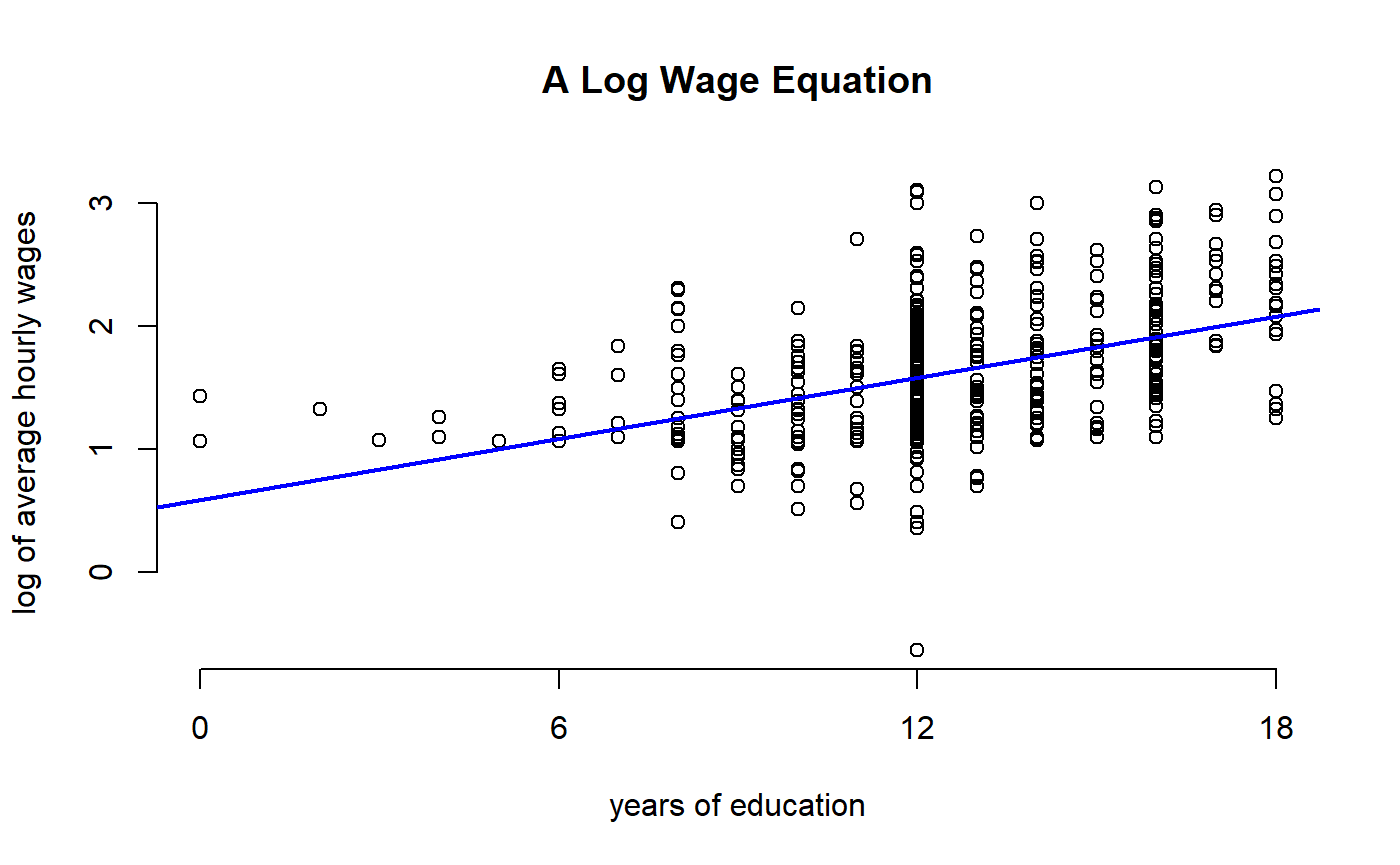 A Log Wage Equation
log of average hourly wages
3
2
1
0
0 6 12 18
years of education